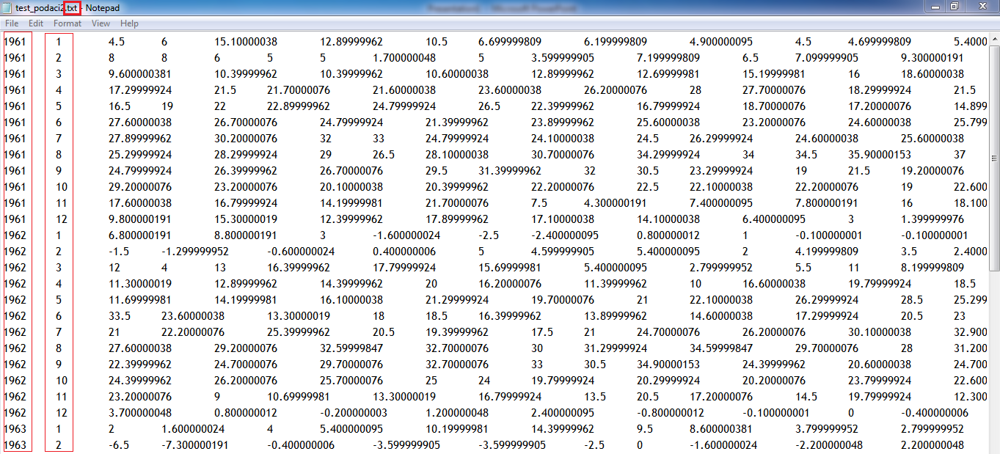 test_podaci2.txt - Notepad
File Edit Format View Help
1961 1 4.5 6 15.10000038 12.89999962 10.5 6.699999809 6.199999809 4.900000095 4.5 4.699999809 5.4000
1961 2 8 8 6 5 5 1.700000048 5 3.599999905 7.199999809 6.5 7.099999905 9.300000191
1961 3 9.600000381 10.39999962 10.39999962 10.60000038 12.89999962 12.69999981 15.19999981 16 18.60000038
1961 4 17.29999924 21.5 21.70000076 21.60000038 23.60000038 26.20000076 28 27.70000076 18.29999924 21.5
1961 5 16.5 19 22 22.89999962 24.79999924 26.5 22.39999962 16.79999924 18.70000076 17.20000076 14.899
1961 6 27.60000038 26.70000076 24.79999924 21.39999962 23.89999962 25.60000038 23.20000076 24.60000038 25.799
1961 7 27.89999962 30.20000076 32 33 24.79999924 24.10000038 24.5 26.29999924 24.60000038 25.60000038
1961 8 25.29999924 28.29999924 29 26.5 28.10000038 30.70000076 34.29999924 34 34.5 35.90000153 37
1961 9 24.79999924 26.39999962 26.70000076 29.5 31.39999962 32 30.5 23.29999924 19 21.5 19.20000076
1961 10 29.20000076 23.20000076 20.10000038 20.39999962 22.20000076 22.5 22.10000038 22.20000076 19 22.600
1961 11 17.60000038 16.79999924 14.19999981 21.70000076 7.5 4.300000191 7.400000095 7.800000191 16 18.100
1961 12 9.800000191 15.30000019 12.39999962 17.89999962 17.10000038 14.10000038 6.400000095 3 1.399999976
1962 1 6.800000191 8.800000191 3 -1.600000024 -2.5 -2.400000095 0.800000012 1 -0.100000001 -0.100000001
1962 2 -1.5 -1.299999952 -0.600000024 0.400000006 5 4.599999905 5.400000095 2 4.199999809 3.5 2.4000
1962 3 12 4 13 16.39999962 17.79999924 15.69999981 5.400000095 2.799999952 5.5 11 8.199999809
1962 4 11.30000019 12.89999962 14.39999962 20 16.20000076 11.39999962 10 16.60000038 19.79999924 18.5
1962 5 11.69999981 14.19999981 16.10000038 21.29999924 19.70000076 21 22.10000038 26.29999924 28.5 25.299
1962 6 33.5 23.60000038 13.30000019 18 18.5 16.39999962 13.89999962 14.60000038 17.29999924 20.5 23
1962 7 21 22.20000076 25.39999962 20.5 19.39999962 17.5 21 24.70000076 26.20000076 30.10000038 32.900
1962 8 27.60000038 29.20000076 32.59999847 32.70000076 30 31.29999924 34.59999847 29.70000076 28 31.200
1962 9 22.39999962 24.70000076 29.70000076 32.70000076 33 30.5 34.90000153 24.39999962 20.60000038 24.700
1962 10 24.39999962 26.20000076 25.70000076 25 24 19.79999924 20.29999924 20.20000076 23.79999924 22.600
1962 11 23.20000076 9 10.69999981 13.30000019 16.79999924 13.5 20.5 17.20000076 14.5 19.79999924 12.300
1962 12 3.700000048 0.800000012 -0.200000003 1.200000048 2.400000095 -0.800000012 -0.100000001 0 -0.400000006
1963 1 2 1.600000024 4 5.400000095 10.19999981 14.39999962 9.5 8.600000381 3.799999952 2.799999952
1963 2 -6.5 -7.300000191 -0.400000006 -3.599999905 -3.599999905 -2.5 0 -1.600000024 -2.200000048 2.200000048